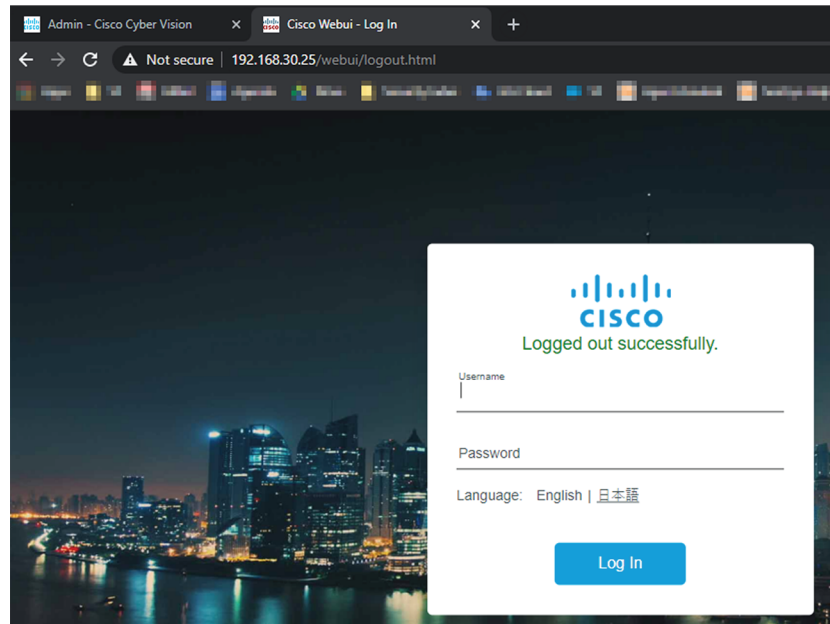 Admin - Cisco Cyber Vision
Cisco Webui - Log In
Not secure | 192.168.30.25/webui/logout.html
CISCO
Logged out successfully.
Username
Password
Language: English | 日本語
Log In